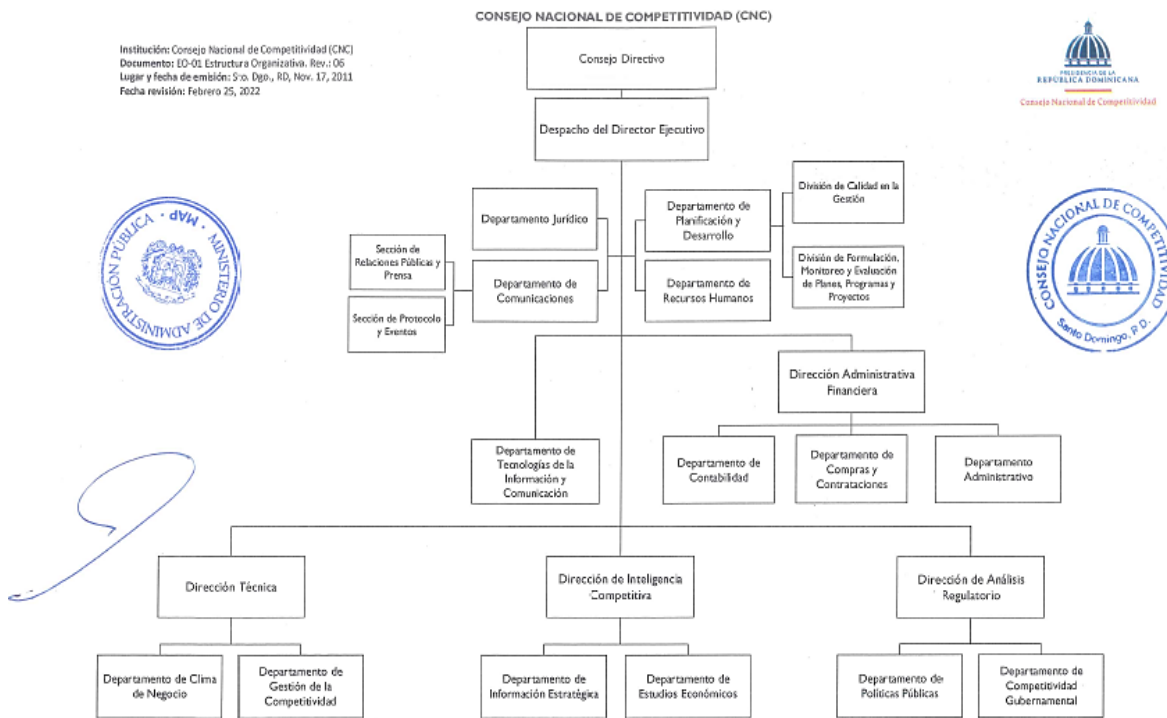 CONSEJO NACIONAL DE COMPETITIVIDAD (CNC)
Institución: Consejo Nacional de Competitividad (CNC)
Documento: EO-01 Estructura Organizativa. Rev.: 06
Lugar y fecha de emisión: Sto. Dgo., RD, Nov. 17, 2011
Fecha revisión: Febrero 25, 2022
PRESIDENCIA DE LA
REPÚBLICA DOMINICANA
Consejo Nacional de Competitividad
Consejo Directivo
Despacho del Director Ejecutivo
Departamento Jurídico
Departamento de
Planificación y
Desarrollo
División de Calidad en la
Gestión
Sección de
Relaciones Públicas y
Prensa
Departamento de
Comunicaciones
Departamento de
Recursos Humanos
División de Formulación,
Monitoreo y Evaluación
de Planes, Programas y
Proyectos
Sección de Protocolo
y Eventos
MINISTERIO DE ADMINISTRACIÓN PÚBLICA · MAP ·
CONSEJO NACIONAL DE COMPETITIVIDAD
Santo Domingo, R.D.
Dirección Administrativa
Financiera
Departamento de
Tecnologías de la
Información y
Comunicación
Departamento de
Contabilidad
Departamento de
Compras y
Contrataciones
Departamento
Administrativo
Dirección Técnica
Dirección de Inteligencia
Competitiva
Dirección de Análisis
Regulatorio
Departamento de Clima
de Negocio
Departamento de
Gestión de la
Competitividad
Departamento de
Información Estratégica
Departamento de
Estudios Económicos
Departamento de
Políticas Públicas
Departamento de
Competitividad
Gubernamental